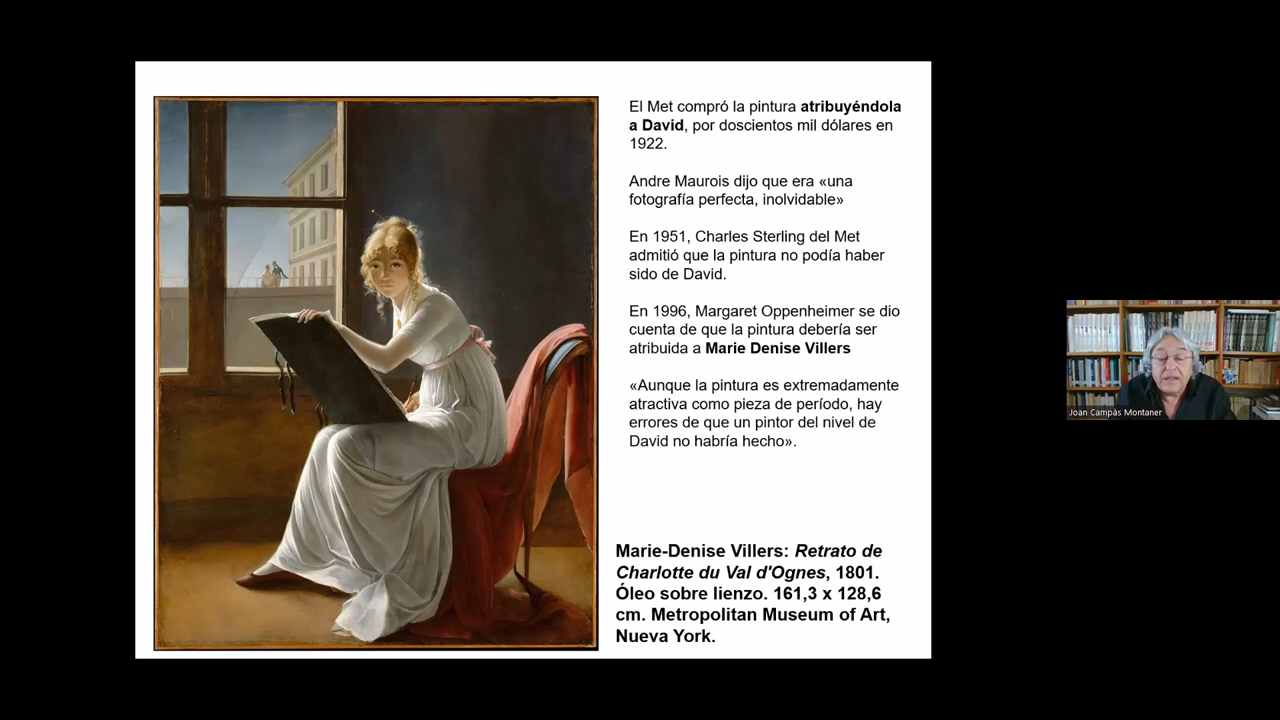 El Met compró la pintura atribuyéndola
a David, por doscientos mil dólares en
1922.
Andre Maurois dijo que era «una
fotografía perfecta, inolvidable»
En 1951, Charles Sterling del Met
admitió que la pintura no podía haber
sido de David.
En 1996, Margaret Oppenheimer se dio
cuenta de que la pintura debería ser
atribuida a Marie Denise Villers
«Aunque la pintura es extremadamente
atractiva como pieza de período, hay
errores de que un pintor del nivel de
David no habría hecho».
Marie-Denise Villers: Retrato de
Charlotte du Val d'Ognes, 1801.
Óleo sobre lienzo. 161,3 x 128,6
cm. Metropolitan Museum of Art,
Nueva York.
Joan Campàs Montaner